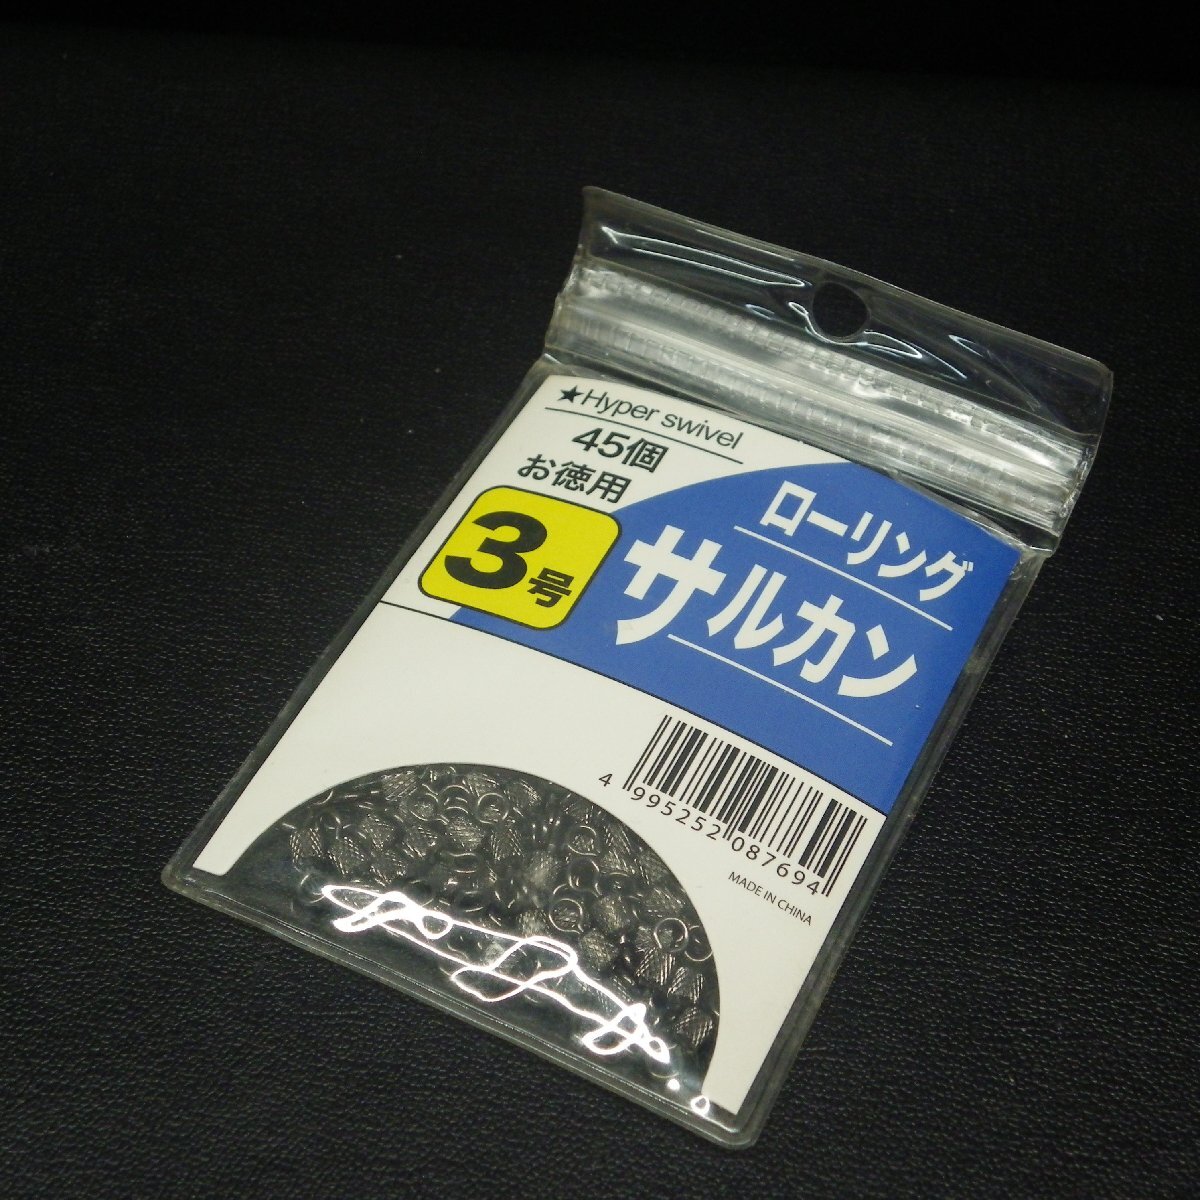 ★Hyper swivel
45個
お徳用
3号
ローリング
サルカン
4 995252 087694
MADE IN CHINA